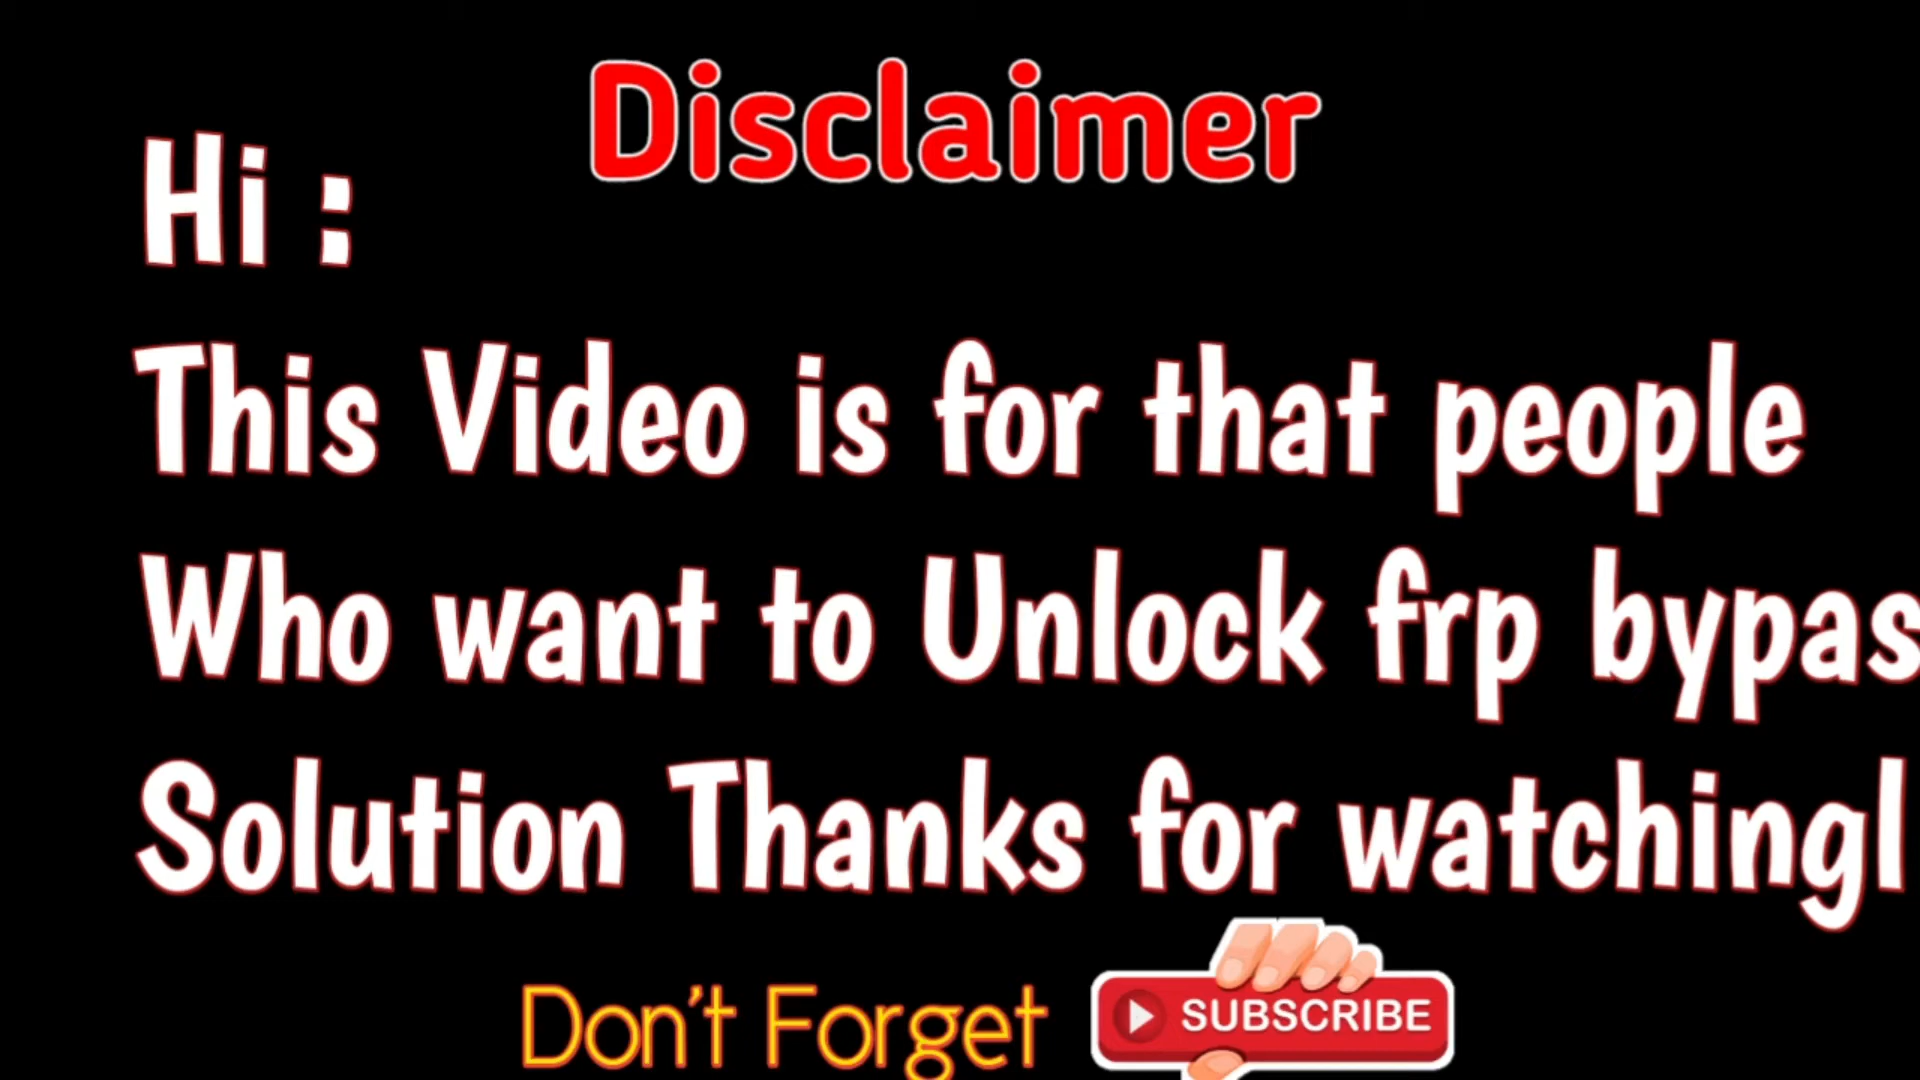 Disclaimer
Hi :
This Video is for that people
Who want to Unlock frp bypas
Solution Thanks for watchingl
Don't Forget
SUBSCRIBE